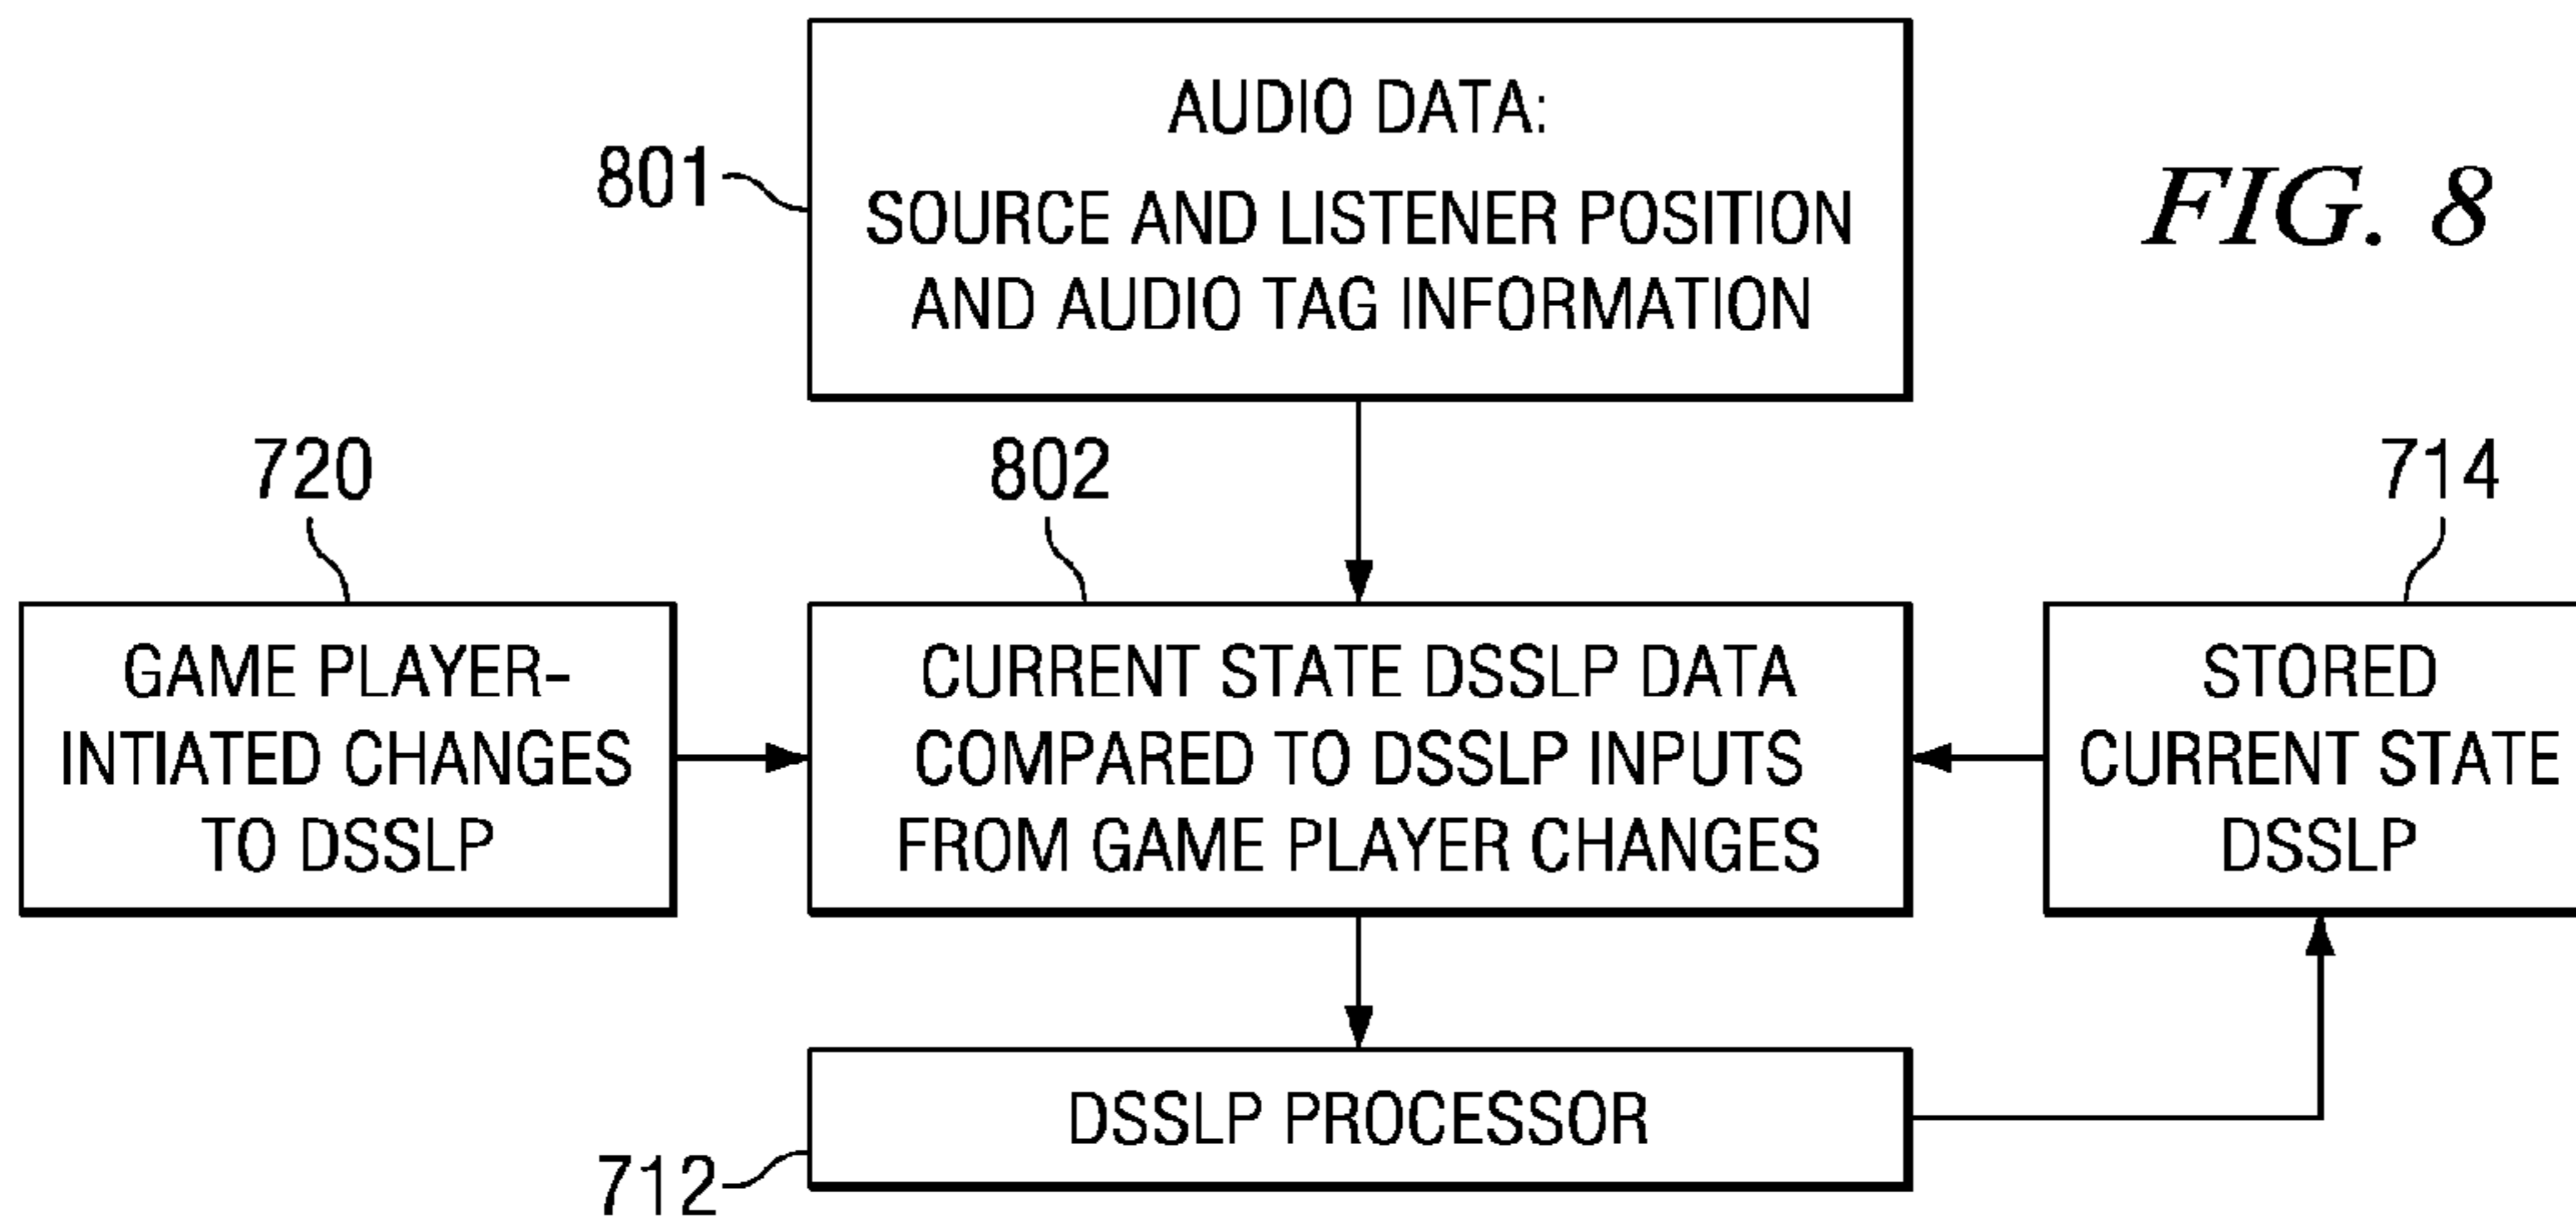 AUDIO DATA:
SOURCE AND LISTENER POSITION
AND AUDIO TAG INFORMATION
801
FIG. 8
720
802
714
GAME PLAYER-
INTIATED CHANGES
TO DSSLP
CURRENT STATE DSSLP DATA
COMPARED TO DSSLP INPUTS
FROM GAME PLAYER CHANGES
STORED
CURRENT STATE
DSSLP
DSSLP PROCESSOR
712